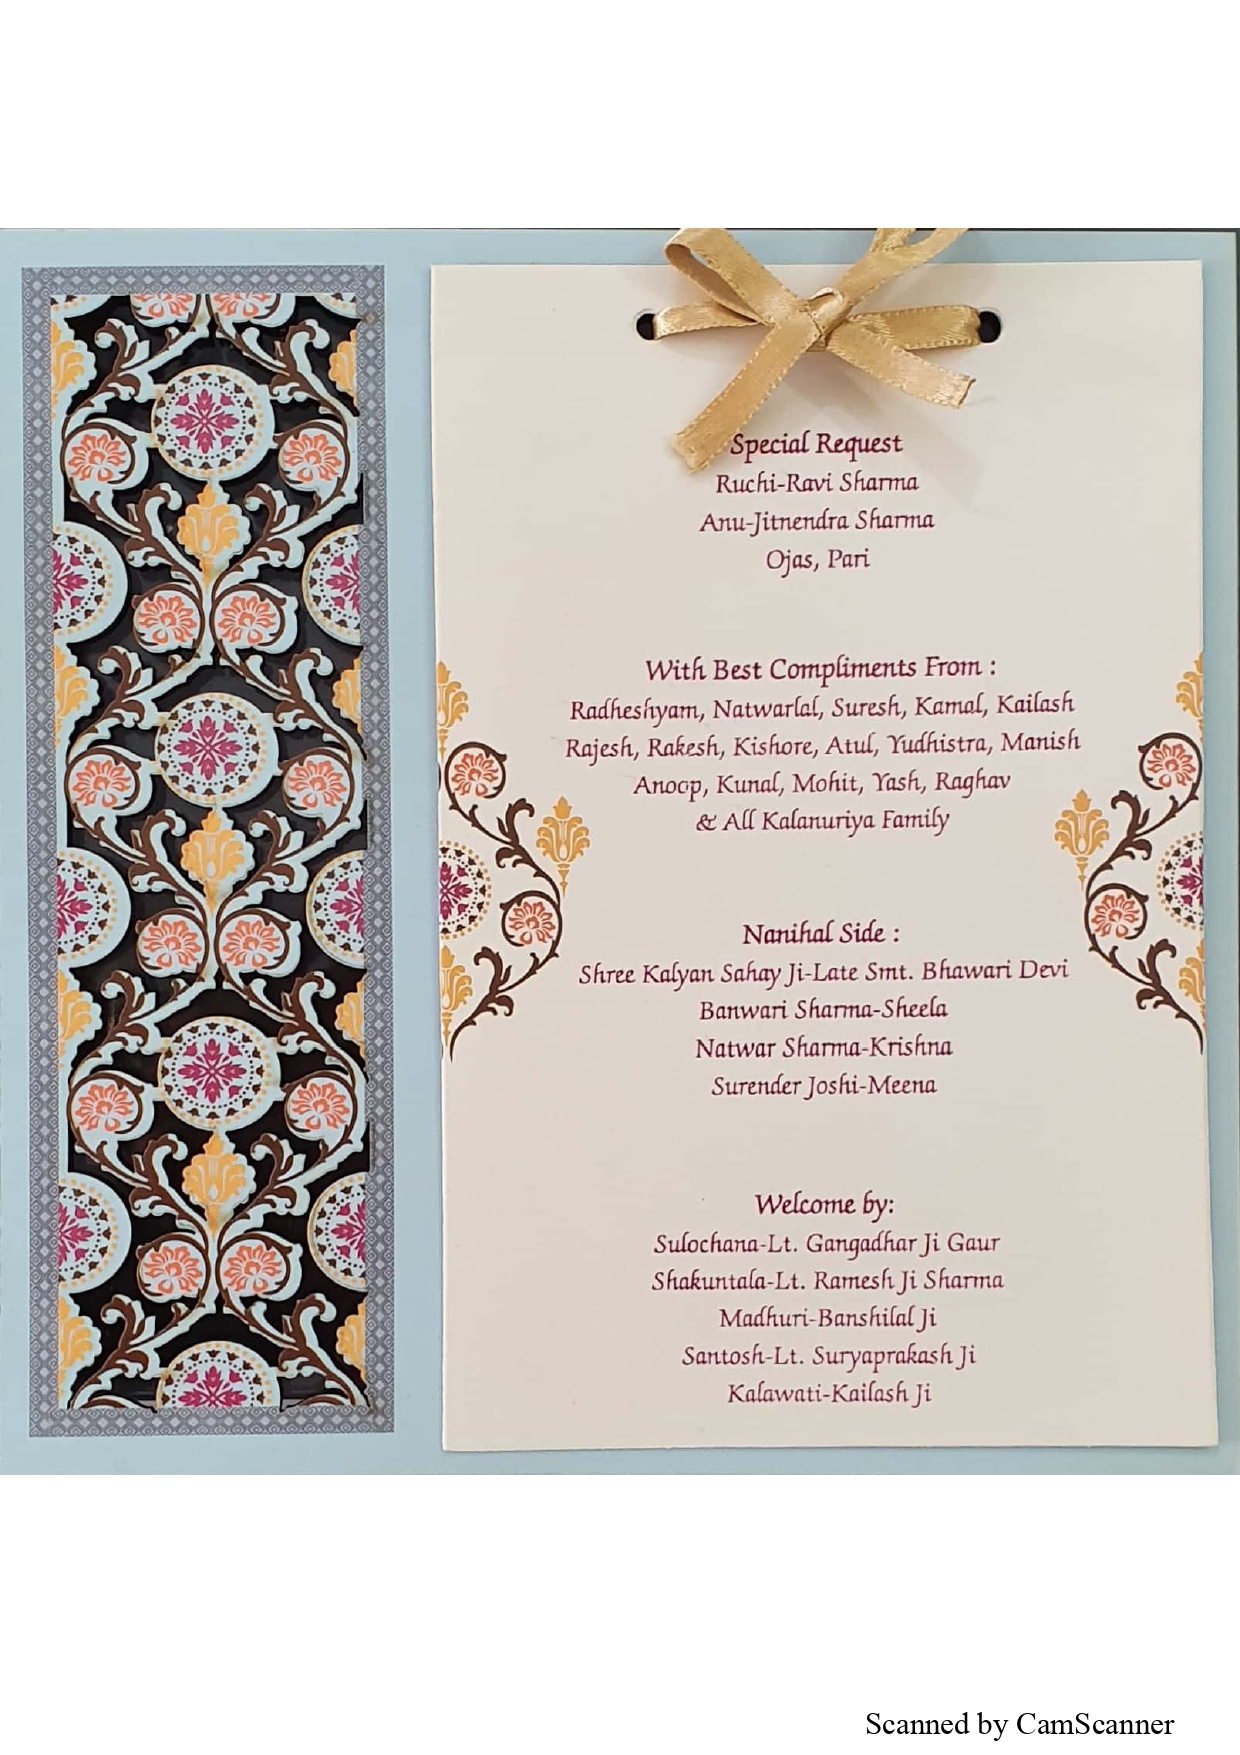 Special Request
Ruchi-Ravi Sharma
Anu-Jitnendra Sharma
Ojas, Pari
With Best Compliments From :
Radheshyam, Natwarlal, Suresh, Kamal, Kailash
Rajesh, Rakesh, Kishore, Atul, Yudhistra, Manish
Anoop, Kunal, Mohit, Yash, Raghav
& All Kalanuriya Family
Nanihal Side :
Shree Kalyan Sahay Ji-Late Smt. Bhawari Devi
Banwari Sharma-Sheela
Natwar Sharma-Krishna
Surender Joshi-Meena
Welcome by:
Sulochana-Lt. Gangadhar Ji Gaur
Shakuntala-Lt. Ramesh Ji Sharma
Madhuri-Banshilal Ji
Santosh-Lt. Suryaprakash Ji
Kalawati-Kailash Ji
Scanned by CamScanner